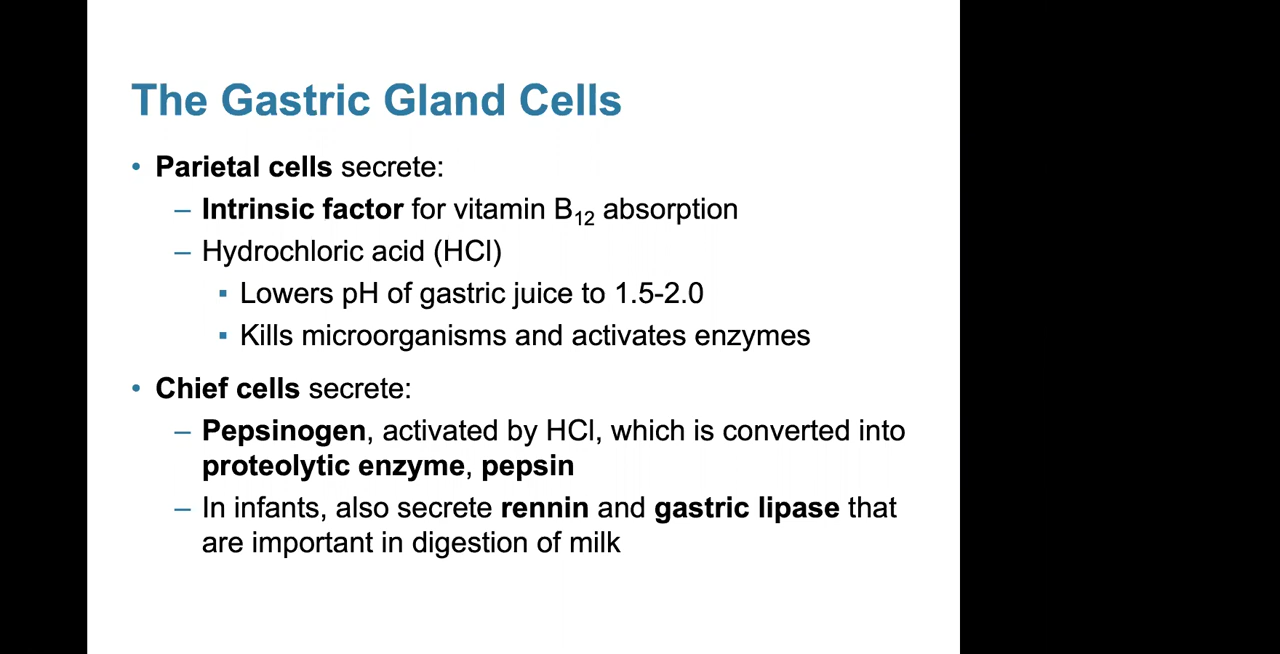 The Gastric Gland Cells
• Parietal cells secrete:
– Intrinsic factor for vitamin B₁₂ absorption
– Hydrochloric acid (HCl)
▪ Lowers pH of gastric juice to 1.5-2.0
▪ Kills microorganisms and activates enzymes
• Chief cells secrete:
– Pepsinogen, activated by HCl, which is converted into
proteolytic enzyme, pepsin
– In infants, also secrete rennin and gastric lipase that
are important in digestion of milk